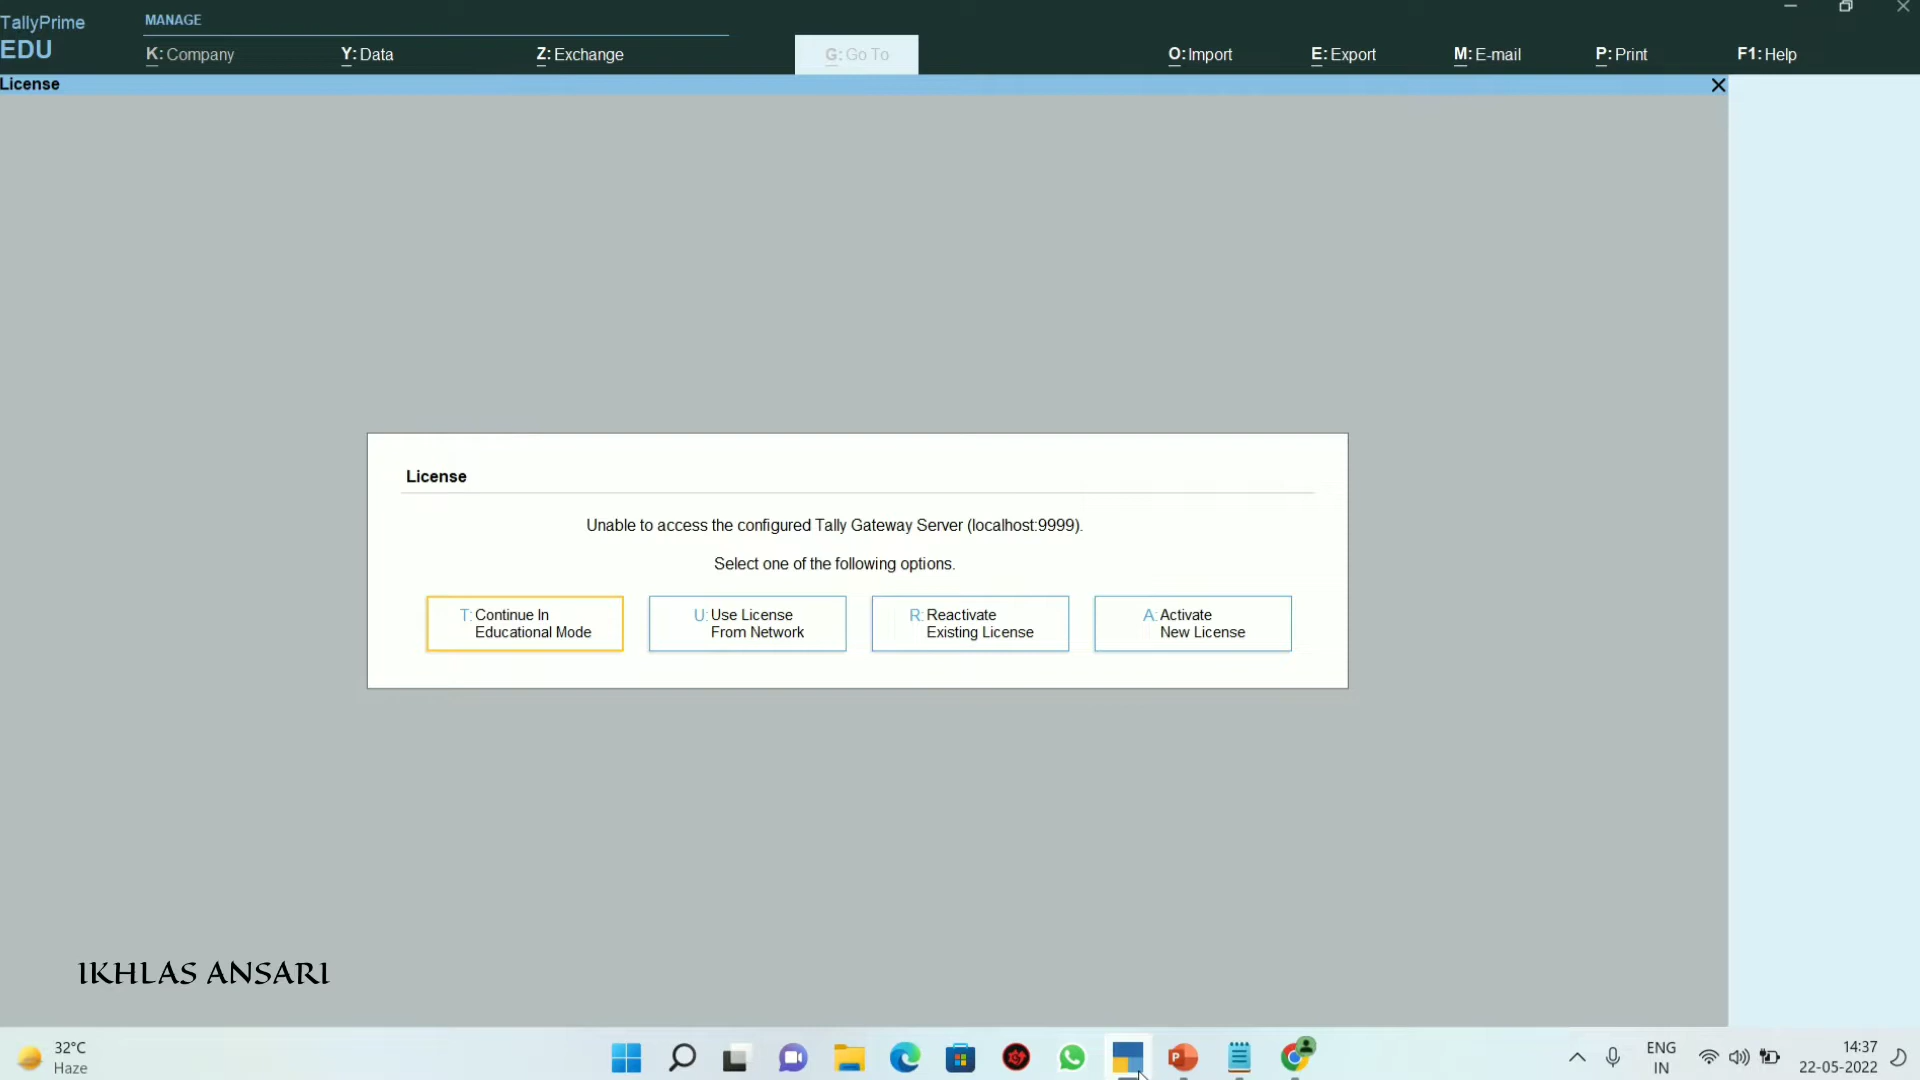 TallyPrime
EDU
MANAGE
K: Company
Y: Data
Z: Exchange
G: Go To
O: Import
E: Export
M: E-mail
P: Print
F1: Help
License
License
Unable to access the configured Tally Gateway Server (localhost:9999).
Select one of the following options.
T: Continue In
Educational Mode
U: Use License
From Network
R: Reactivate
Existing License
A: Activate
New License
IKHLAS ANSARI
32°C
Haze
ENG
IN
14:37
22-05-2022